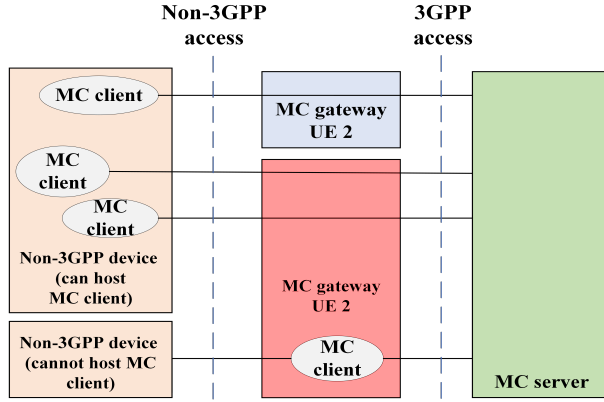 Non-3GPP
access
3GPP
access
MC client
MC gateway
UE 2
MC
client
MC
client
Non-3GPP device
(can host
MC client)
MC gateway
UE 2
Non-3GPP device
(cannot host MC
client)
MC
client
MC server